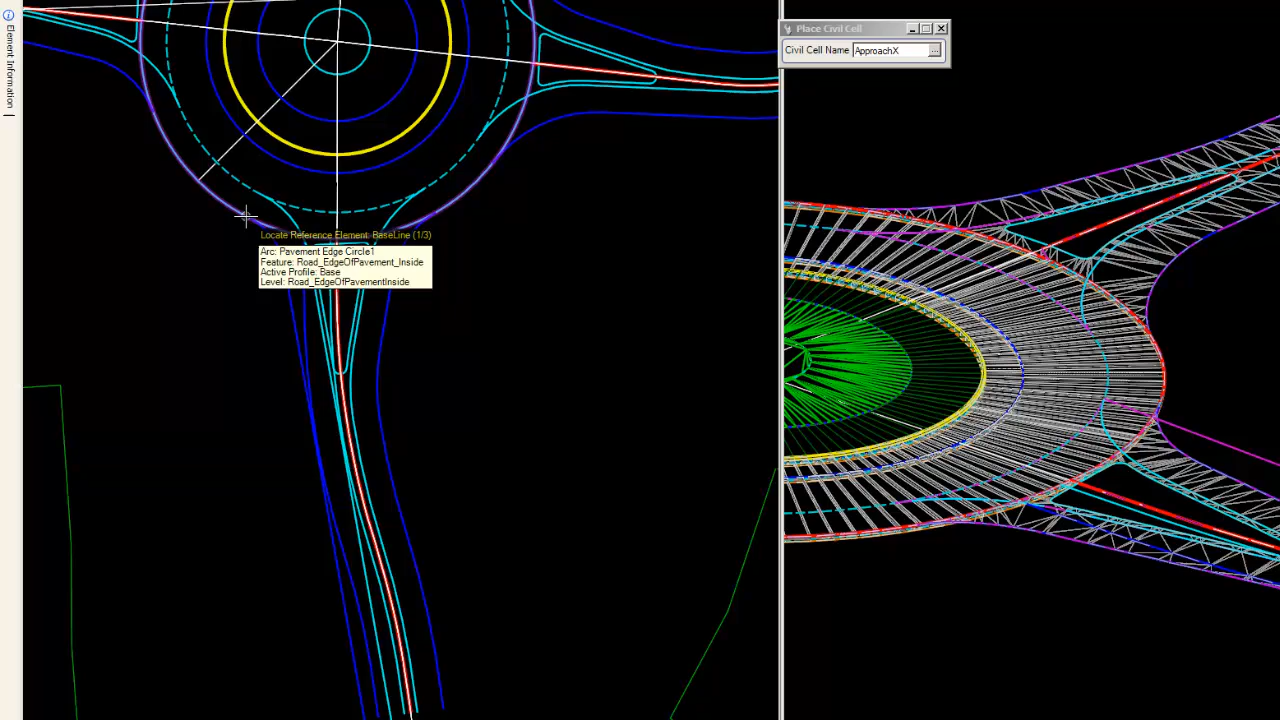 Element Information
Place Civil Cell
Civil Cell Name ApproachX ...
Locate Reference Element: BaseLine (1/3)
Arc: Pavement Edge Circle1
Feature: Road_EdgeOfPavement_Inside
Active Profile: Base
Level: Road_EdgeOfPavementInside